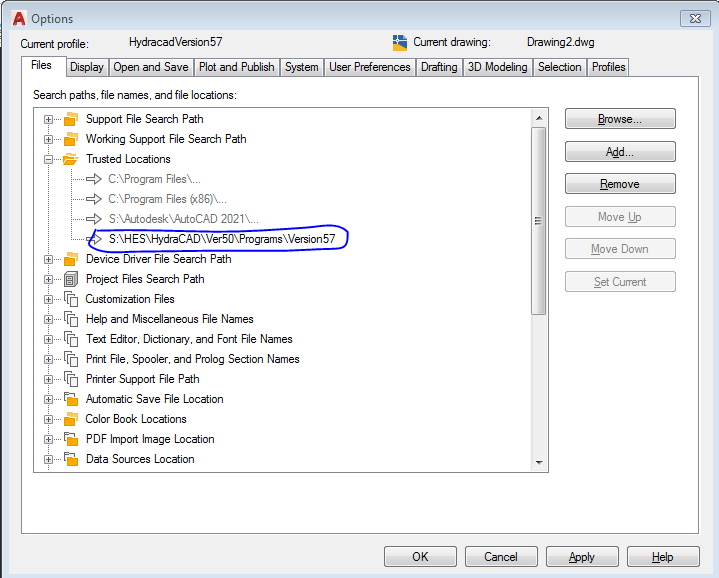 Options
Current profile: HydracadVersion57 Current drawing: Drawing2.dwg
Files Display Open and Save Plot and Publish System User Preferences Drafting 3D Modeling Selection Profiles
Search paths, file names, and file locations:
Support File Search Path
Working Support File Search Path
Trusted Locations
C:\Program Files\...
C:\Program Files (x86)\...
S:\Autodesk\AutoCAD 2021\...
S:\HES\HydraCAD\Ver50\Programs\Version57
Device Driver File Search Path
Project Files Search Path
Customization Files
Help and Miscellaneous File Names
Text Editor, Dictionary, and Font File Names
Print File, Spooler, and Prolog Section Names
Printer Support File Path
Automatic Save File Location
Color Book Locations
PDF Import Image Location
Data Sources Location
Browse...
Add...
Remove
Move Up
Move Down
Set Current
OK Cancel Apply Help